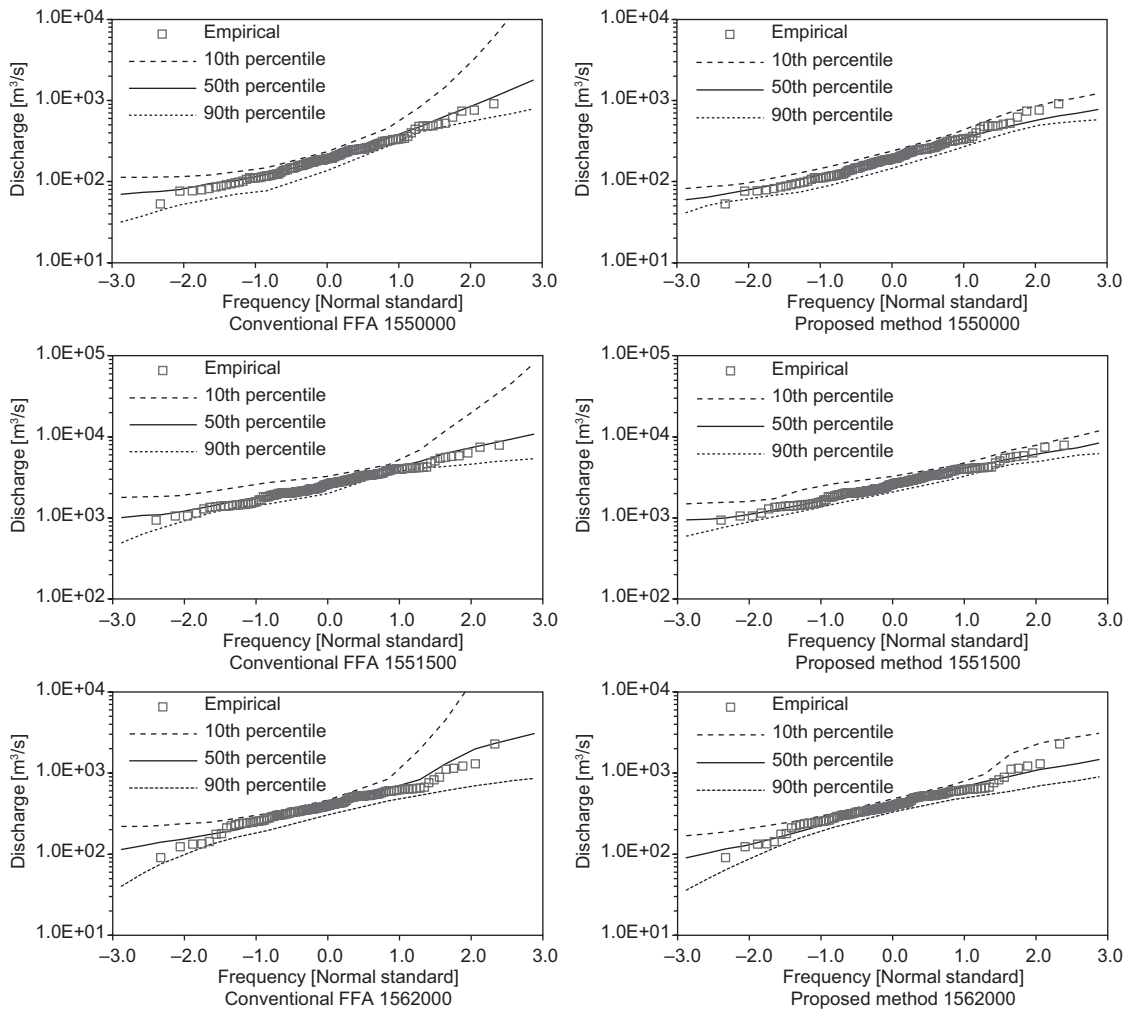 1.0E+04
1.0E+03
1.0E+02
1.0E+01
Discharge [m³/s]
Empirical
10th percentile
50th percentile
90th percentile
–3.0 –2.0 –1.0 0.0 1.0 2.0 3.0
Frequency [Normal standard]
Conventional FFA 1550000
1.0E+04
1.0E+03
1.0E+02
1.0E+01
Discharge [m³/s]
Empirical
10th percentile
50th percentile
90th percentile
–3.0 –2.0 –1.0 0.0 1.0 2.0 3.0
Frequency [Normal standard]
Proposed method 1550000
1.0E+05
1.0E+04
1.0E+03
1.0E+02
Discharge [m³/s]
Empirical
10th percentile
50th percentile
90th percentile
–3.0 –2.0 –1.0 0.0 1.0 2.0 3.0
Frequency [Normal standard]
Conventional FFA 1551500
1.0E+05
1.0E+04
1.0E+03
1.0E+02
Discharge [m³/s]
Empirical
10th percentile
50th percentile
90th percentile
–3.0 –2.0 –1.0 0.0 1.0 2.0 3.0
Frequency [Normal standard]
Proposed method 1551500
1.0E+04
1.0E+03
1.0E+02
1.0E+01
Discharge [m³/s]
Empirical
10th percentile
50th percentile
90th percentile
–3.0 –2.0 –1.0 0.0 1.0 2.0 3.0
Frequency [Normal standard]
Conventional FFA 1562000
1.0E+04
1.0E+03
1.0E+02
1.0E+01
Discharge [m³/s]
Empirical
10th percentile
50th percentile
90th percentile
–3.0 –2.0 –1.0 0.0 1.0 2.0 3.0
Frequency [Normal standard]
Proposed method 1562000